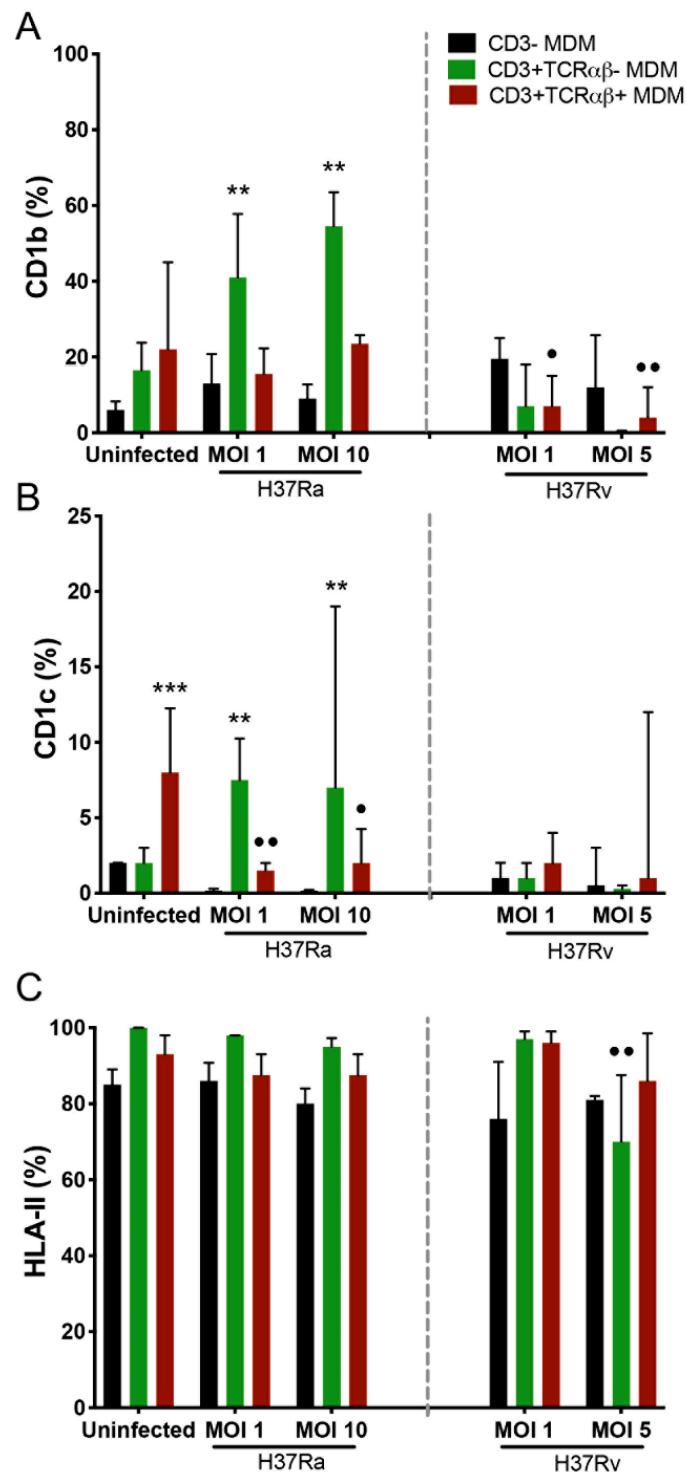 A
CD3- MDM
CD3+TCRαβ- MDM
CD3+TCRαβ+ MDM
CD1b (%)
100
80
60
40
20
0
** **
• ••
Uninfected MOI 1 MOI 10 MOI 1 MOI 5
H37Ra H37Rv
B
CD1c (%)
25
20
15
10
5
0
*** ** **
•• •
Uninfected MOI 1 MOI 10 MOI 1 MOI 5
H37Ra H37Rv
C
HLA-II (%)
100
80
60
40
20
0
••
Uninfected MOI 1 MOI 10 MOI 1 MOI 5
H37Ra H37Rv